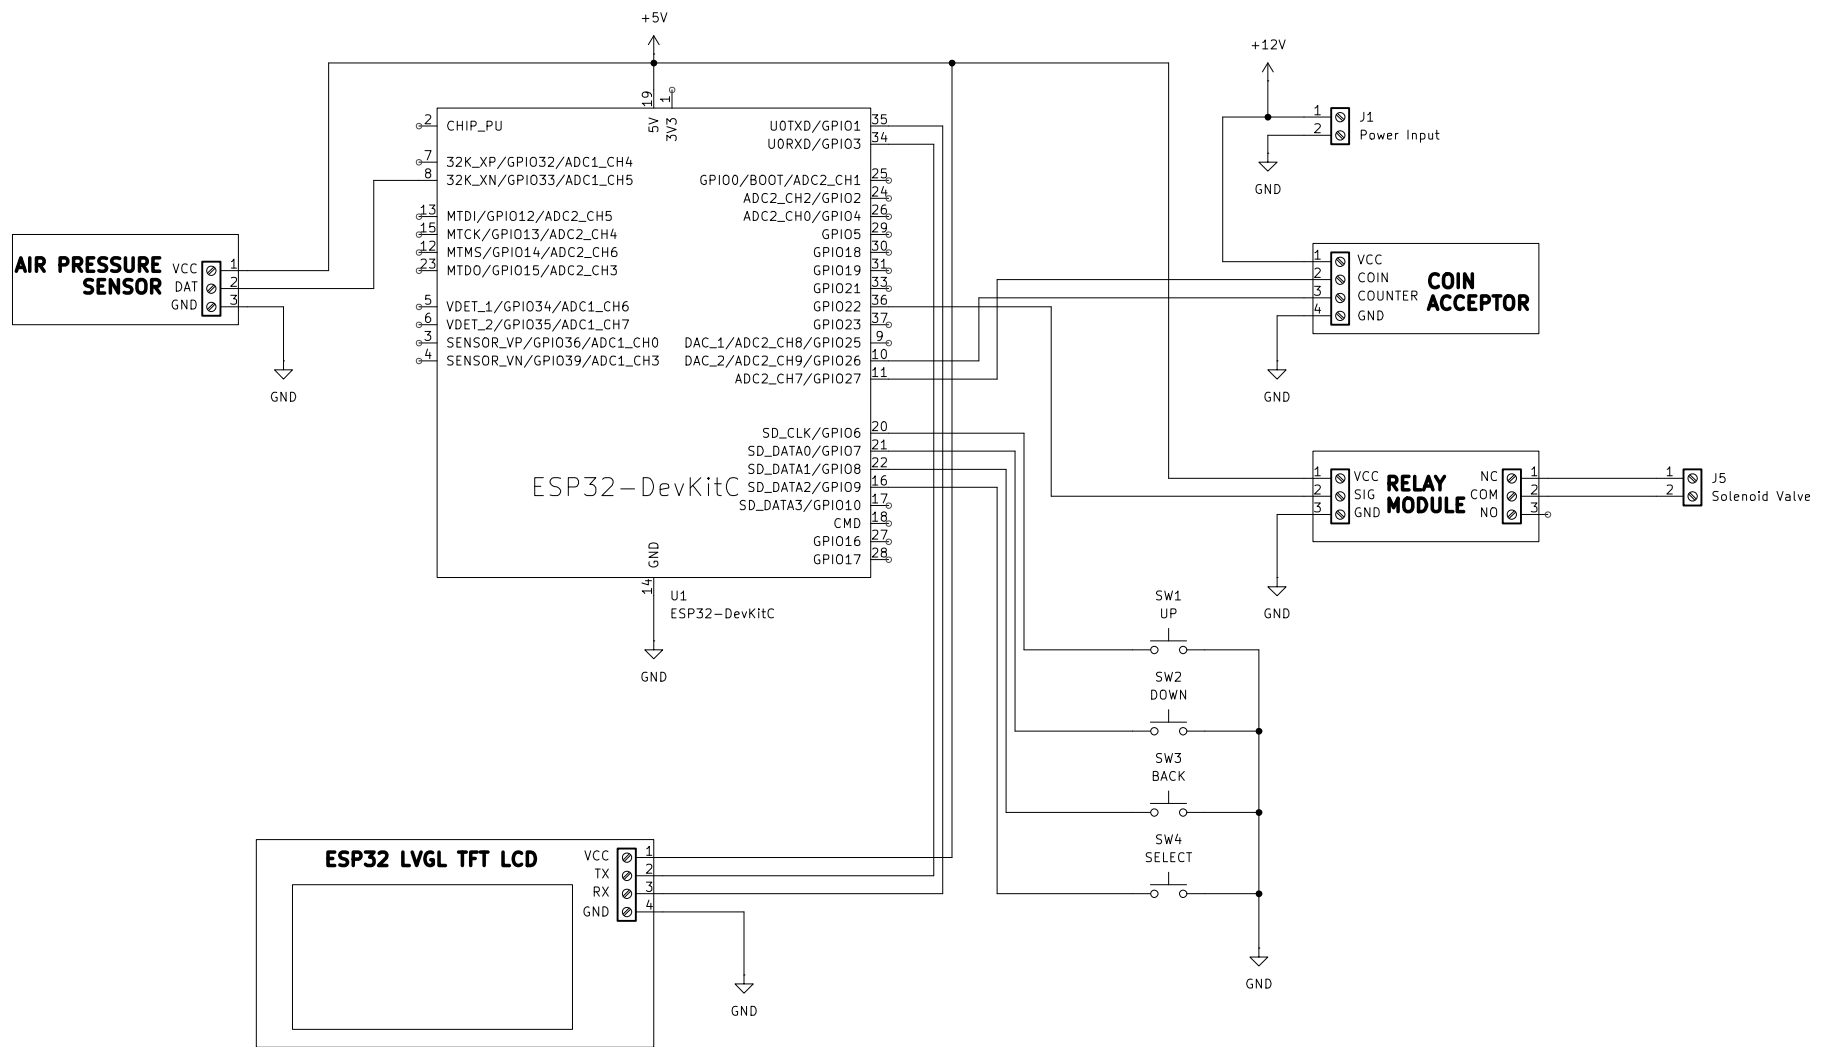 +5V
+12V
1
J1
2
Power Input
GND
19
1
5V
3V3
2
CHIP_PU
7
32K_XP/GPIO32/ADC1_CH4
8
32K_XN/GPIO33/ADC1_CH5
13
MTDI/GPIO12/ADC2_CH5
15
MTCK/GPIO13/ADC2_CH4
12
MTMS/GPIO14/ADC2_CH6
23
MTDO/GPIO15/ADC2_CH3
5
VDET_1/GPIO34/ADC1_CH6
6
VDET_2/GPIO35/ADC1_CH7
3
SENSOR_VP/GPIO36/ADC1_CH0
4
SENSOR_VN/GPIO39/ADC1_CH3
U0TXD/GPIO1
35
U0RXD/GPIO3
34
GPIO0/BOOT/ADC2_CH1
25
ADC2_CH2/GPIO2
24
ADC2_CH0/GPIO4
26
GPIO5
29
GPIO18
30
GPIO19
31
GPIO21
33
GPIO22
36
GPIO23
37
DAC_1/ADC2_CH8/GPIO25
9
DAC_2/ADC2_CH9/GPIO26
10
ADC2_CH7/GPIO27
11
SD_CLK/GPIO6
20
SD_DATA0/GPIO7
21
SD_DATA1/GPIO8
22
SD_DATA2/GPIO9
16
SD_DATA3/GPIO10
17
CMD
18
GPIO16
27
GPIO17
28
ESP32-DevKitC
GND
14
U1
ESP32-DevKitC
GND
AIR PRESSURE
SENSOR
VCC
1
DAT
2
GND
3
GND
1
VCC
2
COIN
3
COUNTER
4
GND
COIN
ACCEPTOR
GND
1
VCC
2
SIG
3
GND
RELAY
MODULE
NC
1
COM
2
NO
3
GND
1
J5
2
Solenoid Valve
SW1
UP
SW2
DOWN
SW3
BACK
SW4
SELECT
GND
ESP32 LVGL TFT LCD
VCC
1
TX
2
RX
3
GND
4
GND